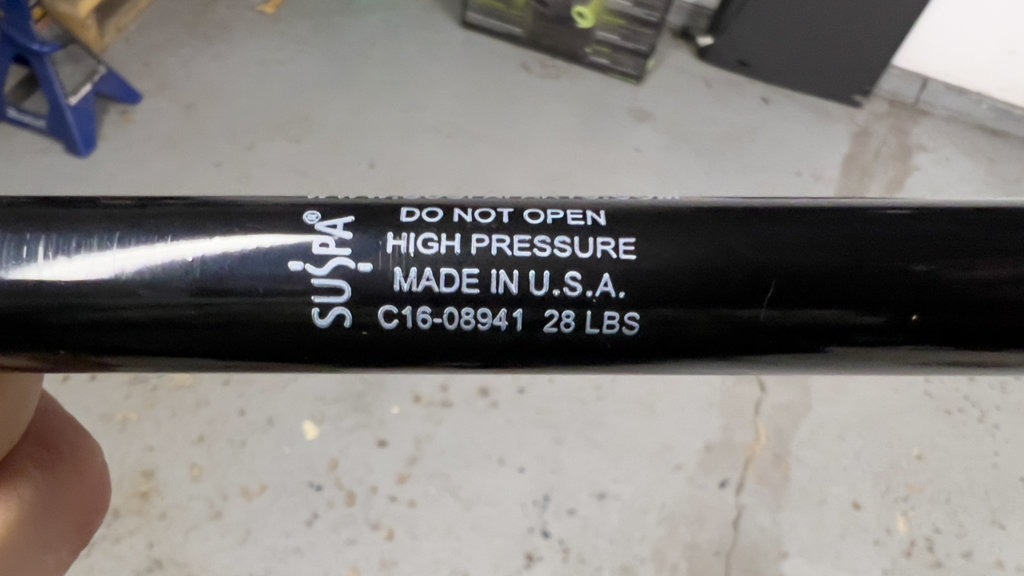 SUSPA®
DO NOT OPEN
HIGH PRESSURE
MADE IN U.S.A.
C16-08941 28 LBS